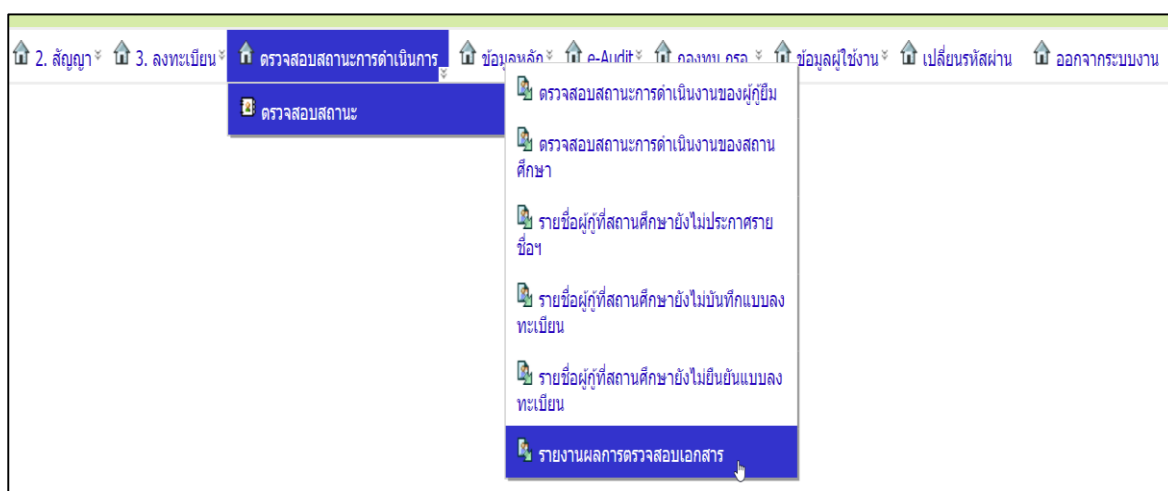 2. สัญญา 3. ลงทะเบียน ตรวจสอบสถานะการดำเนินการ ข้อมูลหลัก e-Audit กองทุน กรอ ข้อมูลผู้ใช้งาน เปลี่ยนรหัสผ่าน ออกจากระบบงาน
ตรวจสอบสถานะ
ตรวจสอบสถานะการดำเนินงานของผู้กู้ยืม
ตรวจสอบสถานะการดำเนินงานของสถาน
ศึกษา
รายชื่อผู้กู้ที่สถานศึกษายังไม่ประกาศราย
ชื่อฯ
รายชื่อผู้กู้ที่สถานศึกษายังไม่บันทึกแบบลง
ทะเบียน
รายชื่อผู้กู้ที่สถานศึกษายังไม่ยืนยันแบบลง
ทะเบียน
รายงานผลการตรวจสอบเอกสาร